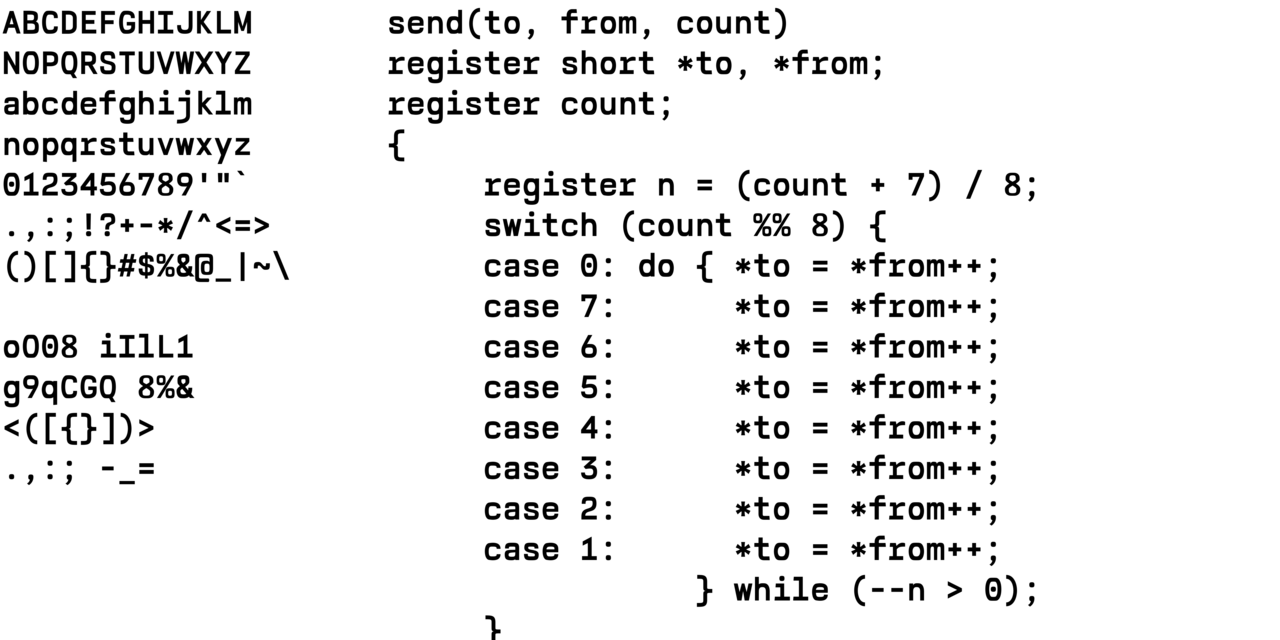 ABCDEFGHIJKLM
NOPQRSTUVWXYZ
abcdefghijklm
nopqrstuvwxyz
0123456789'"`
.,:;!?+-*/^<=>
()[]{}#$%&@_|~\
oO08 iIlL1
g9qCGQ 8%&
<([{}])>
.,:; -_=
send(to, from, count)
register short *to, *from;
register count;
{
     register n = (count + 7) / 8;
     switch (count %% 8) {
     case 0: do { *to = *from++;
     case 7:      *to = *from++;
     case 6:      *to = *from++;
     case 5:      *to = *from++;
     case 4:      *to = *from++;
     case 3:      *to = *from++;
     case 2:      *to = *from++;
     case 1:      *to = *from++;
                } while (--n > 0);
     }